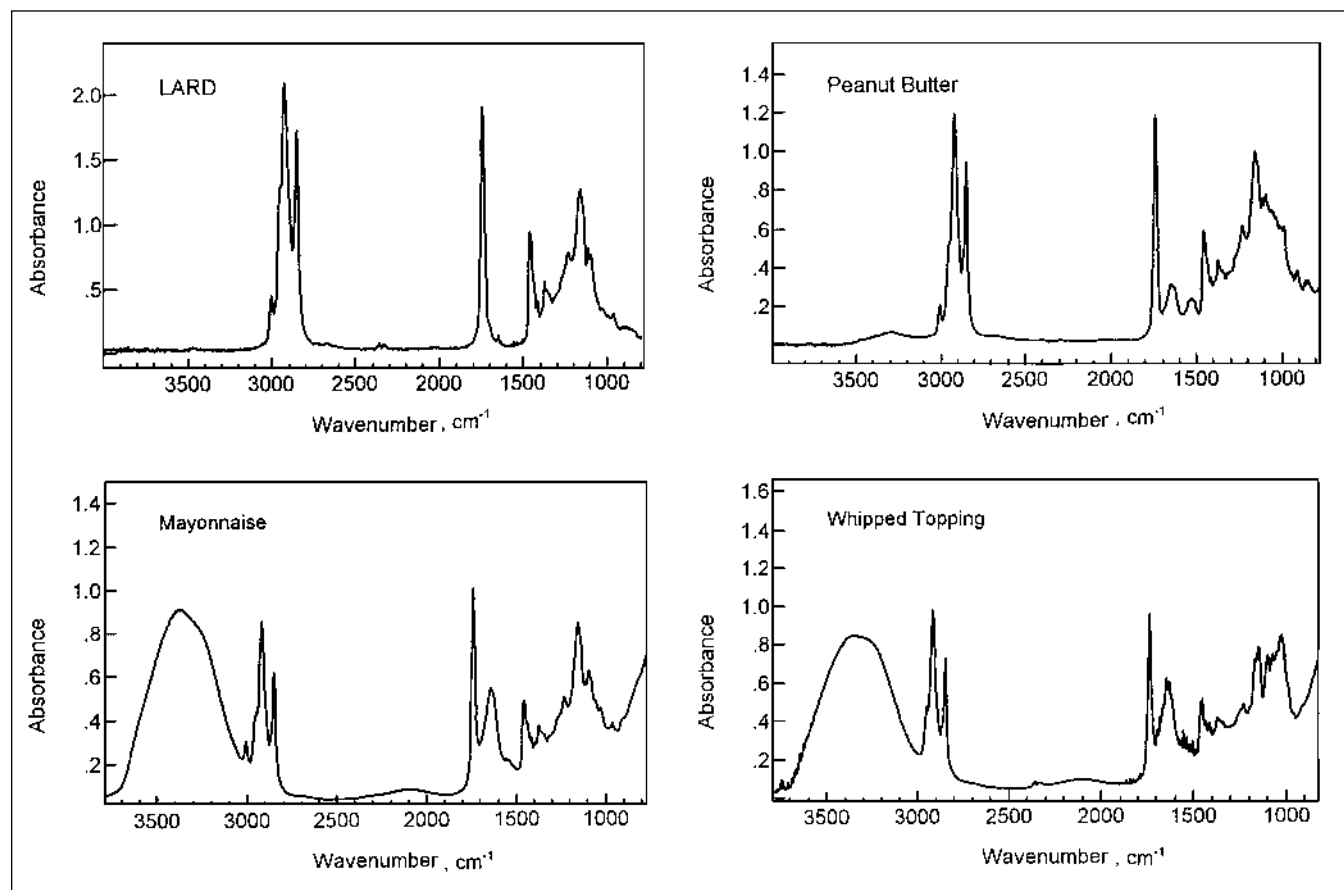 LARD
2.0
1.5
1.0
.5
Absorbance
3500 3000 2500 2000 1500 1000
Wavenumber , cm-1
Peanut Butter
1.4
1.2
1.0
.8
.6
.4
.2
Absorbance
3500 3000 2500 2000 1500 1000
Wavenumber , cm-1
Mayonnaise
1.4
1.2
1.0
.8
.6
.4
.2
Absorbance
3500 3000 2500 2000 1500 1000
Wavenumber , cm-1
Whipped Topping
1.6
1.4
1.2
1.0
.8
.6
.4
.2
Absorbance
3500 3000 2500 2000 1500 1000
Wavenumber , cm-1